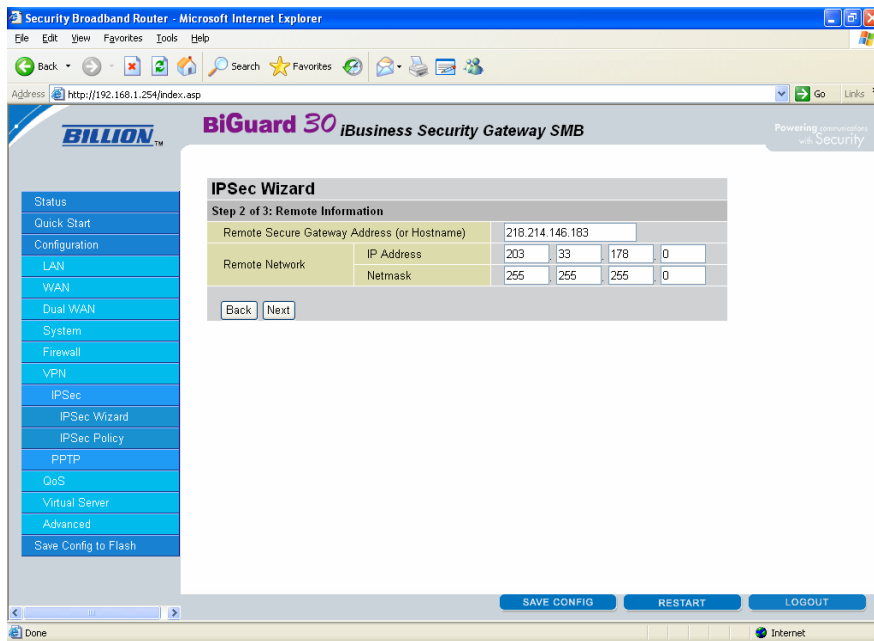 Security Broadband Router - Microsoft Internet Explorer
File Edit View Favorites Tools Help
Back Search Favorites
Address http://192.168.1.254/index.asp Go Links
BILLION TM
BiGuard 30 iBusiness Security Gateway SMB
Powering communications
with Security
Status
Quick Start
Configuration
LAN
WAN
Dual WAN
System
Firewall
VPN
IPSec
IPSec Wizard
IPSec Policy
PPTP
QoS
Virtual Server
Advanced
Save Config to Flash
IPSec Wizard
Step 2 of 3: Remote Information
Remote Secure Gateway Address (or Hostname) 218.214.146.183
Remote Network
IP Address 203 . 33 . 178 . 0
Netmask 255 . 255 . 255 . 0
Back Next
SAVE CONFIG RESTART LOGOUT
Done Internet